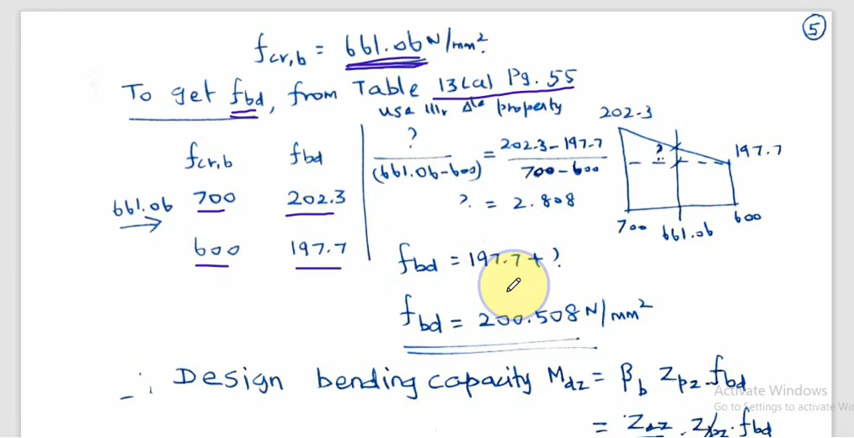 5
fcr,b = 661.06 N/mm².
To get fbd, from Table 13(a) Pg. 55
use lllr Δle property
fcr,b fbd
661.06 → 700 202.3
600 197.7
?/(661.06-600) = 202.3-197.7/700-600
? = 2.808
202.3
?
197.7
700 661.06 600
fbd = 197.7 + ?
fbd = 200.508 N/mm²
∴ Design bending capacity Mdz = βb Zpz.fbd
Activate Windows
Go to Settings to activate Wi